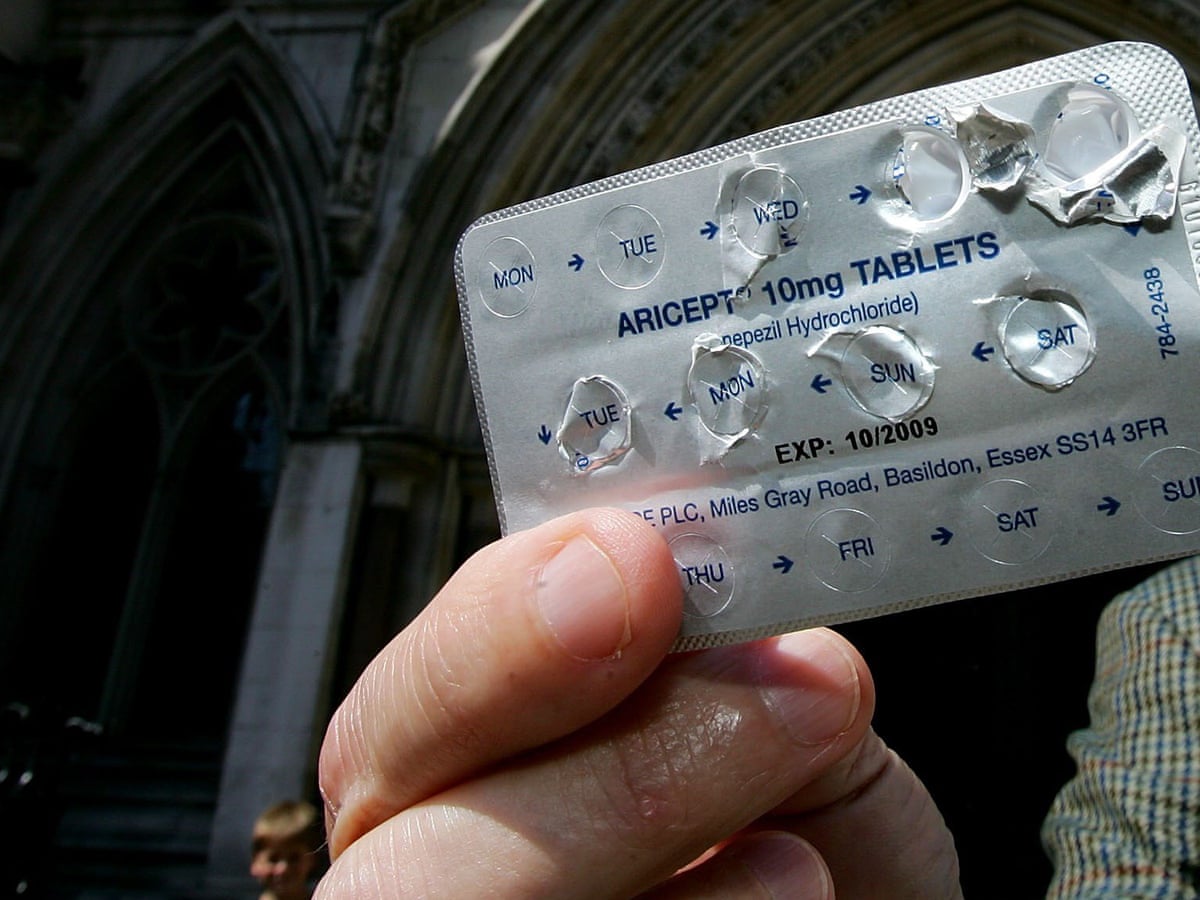 MON → TUE → WED →
ARICEPT 10mg TABLETS
nepezil Hydrochloride)
784-2438
TUE ← MON ← SUN ← SAT
EXP: 10/2009
PLC, Miles Gray Road, Basildon, Essex SS14 3FR
THU → FRI → SAT → SUN